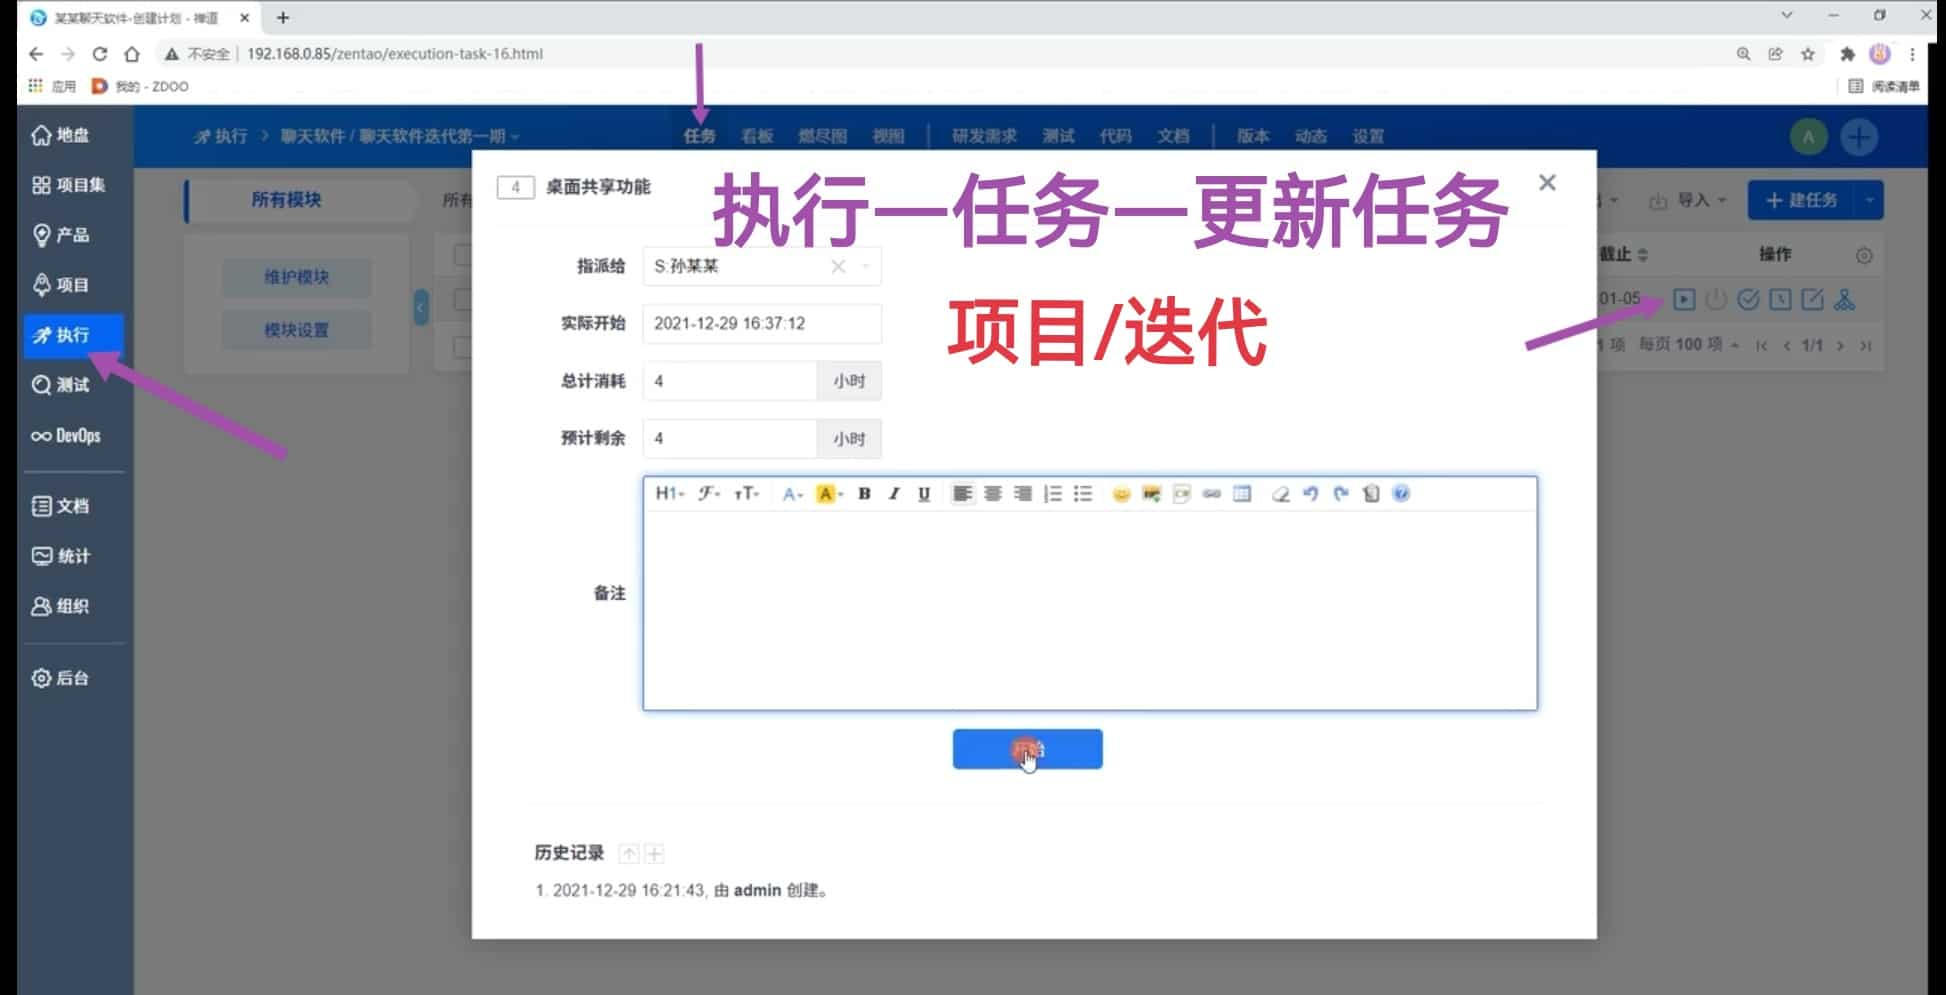 某某聊天软件-创建计划 - 禅道
不安全 | 192.168.0.85/zentao/execution-task-16.html
应用 我的 - ZDOO 阅读清单
地盘
项目集
产品
项目
执行
测试
DevOps
文档
统计
组织
后台
执行 > 聊天软件 / 聊天软件迭代第一期
任务 看板 燃尽图 视图 | 研发需求 测试 代码 文档 | 版本 动态 设置
A
所有模块 所有
导入 + 建任务
维护模块
模块设置
截止 操作
01-05
项 每页 100 项 1/1
4 桌面共享功能
执行—任务—更新任务
项目/迭代
指派给 S:孙某某
实际开始 2021-12-29 16:37:12
总计消耗 4 小时
预计剩余 4 小时
H1 B I U
备注
历史记录
1. 2021-12-29 16:21:43, 由 admin 创建。